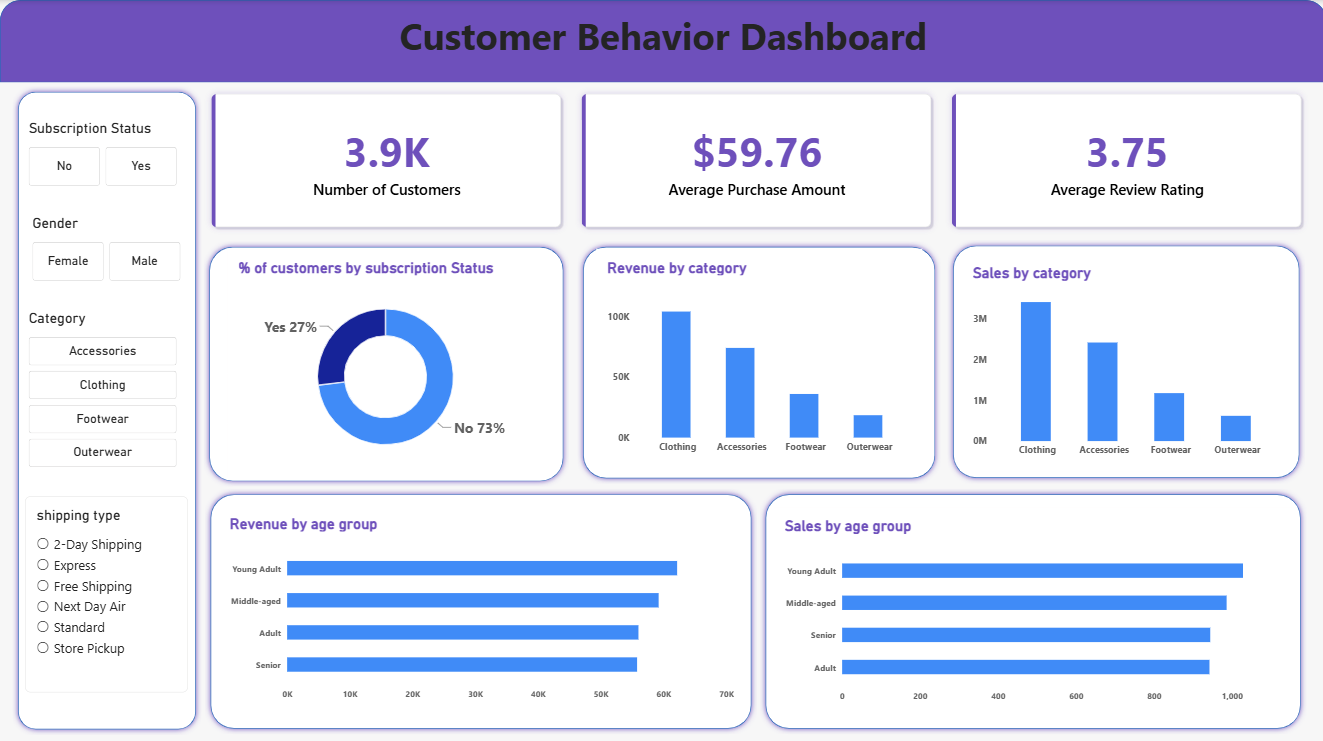 Customer Behavior Dashboard
Subscription Status
No Yes
Gender
Female Male
Category
Accessories
Clothing
Footwear
Outerwear
shipping type
2-Day Shipping
Express
Free Shipping
Next Day Air
Standard
Store Pickup
3.9K
Number of Customers
$59.76
Average Purchase Amount
3.75
Average Review Rating
% of customers by subscription Status
Yes 27%
No 73%
Revenue by category
100K
50K
0K
Clothing Accessories Footwear Outerwear
Sales by category
3M
2M
1M
0M
Clothing Accessories Footwear Outerwear
Revenue by age group
Young Adult
Middle-aged
Adult
Senior
0K 10K 20K 30K 40K 50K 60K 70K
Sales by age group
Young Adult
Middle-aged
Senior
Adult
0 200 400 600 800 1,000